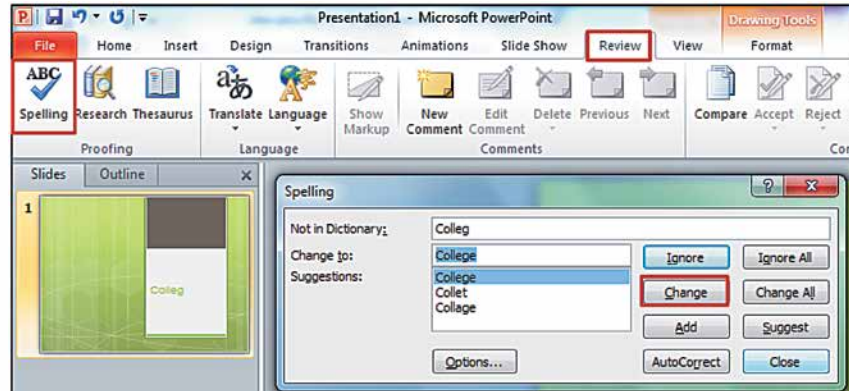 Presentation1 - Microsoft PowerPoint
Drawing Tools
File Home Insert Design Transitions Animations Slide Show Review View Format
ABC
Spelling Research Thesaurus Translate Language Show Markup New Comment Edit Comment Delete Previous Next Compare Accept Reject
Proofing Language Comments Co
Slides Outline
1
Colleg
Spelling
Not in Dictionary: Colleg
Change to: College
Suggestions: College
Collet
Collage
Ignore Ignore All
Change Change All
Add Suggest
Options... AutoCorrect Close